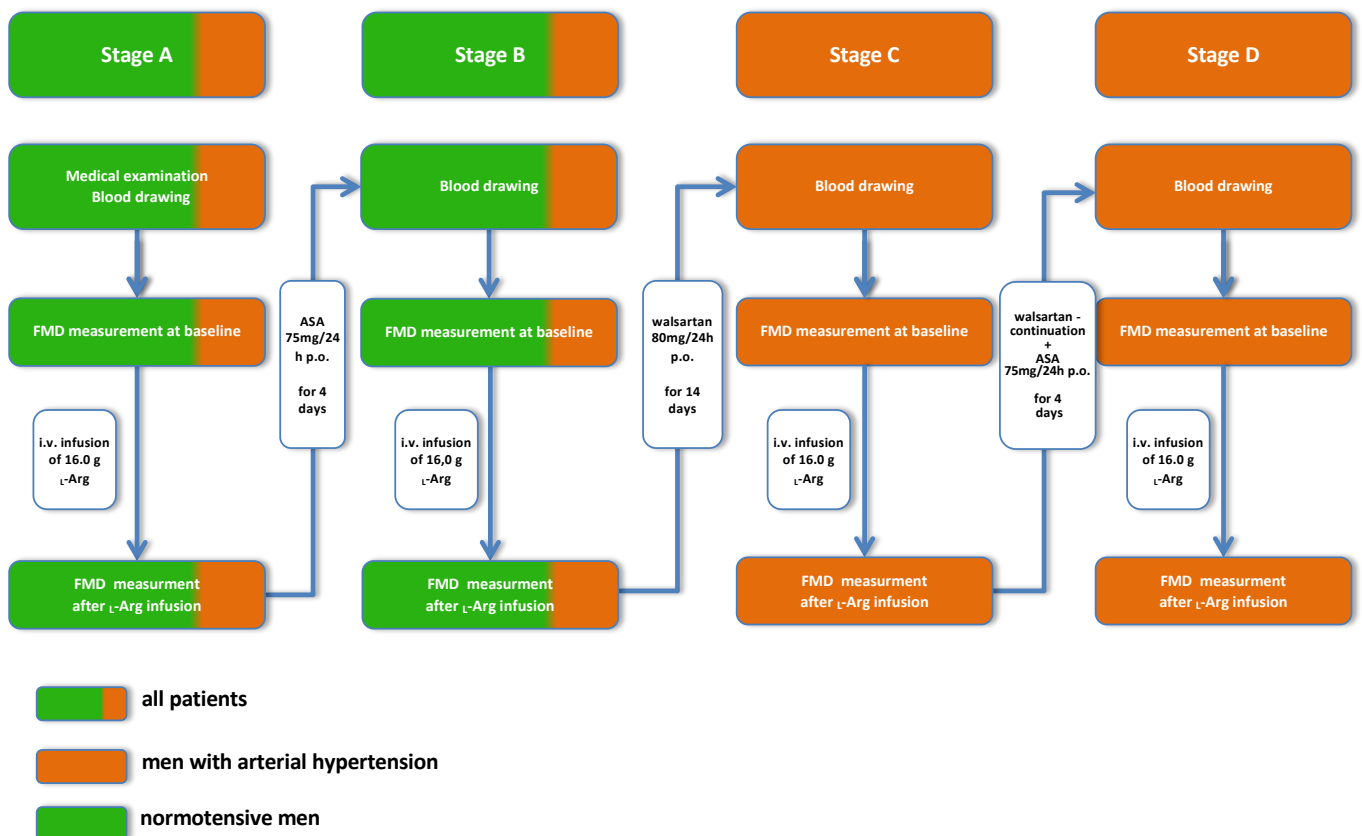 Stage A
Stage B
Stage C
Stage D
Medical examination
Blood drawing
Blood drawing
Blood drawing
Blood drawing
FMD measurement at baseline
ASA
75mg/24
h p.o.
for 4
days
FMD measurement at baseline
walsartan
80mg/24h
p.o.
for 14
days
FMD measurement at baseline
walsartan -
continuation
+
ASA
75mg/24h p.o.
for 4
days
FMD measurement at baseline
i.v. infusion
of 16.0 g
L-Arg
i.v. infusion
of 16,0 g
L-Arg
i.v. infusion
of 16.0 g
L-Arg
i.v. infusion
of 16.0 g
L-Arg
FMD measurment
after L-Arg infusion
FMD measurment
after L-Arg infusion
FMD measurment
after L-Arg infusion
FMD measurment
after L-Arg infusion
all patients
men with arterial hypertension
normotensive men